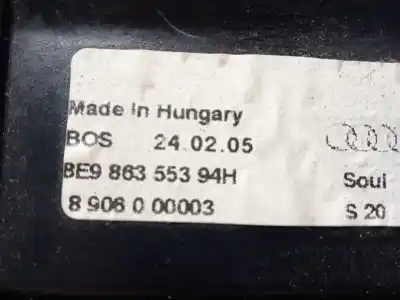 Made in Hungary
BOS 24.02.05
8E9 863 553 94H Soul
8 906 0 00003 S 20